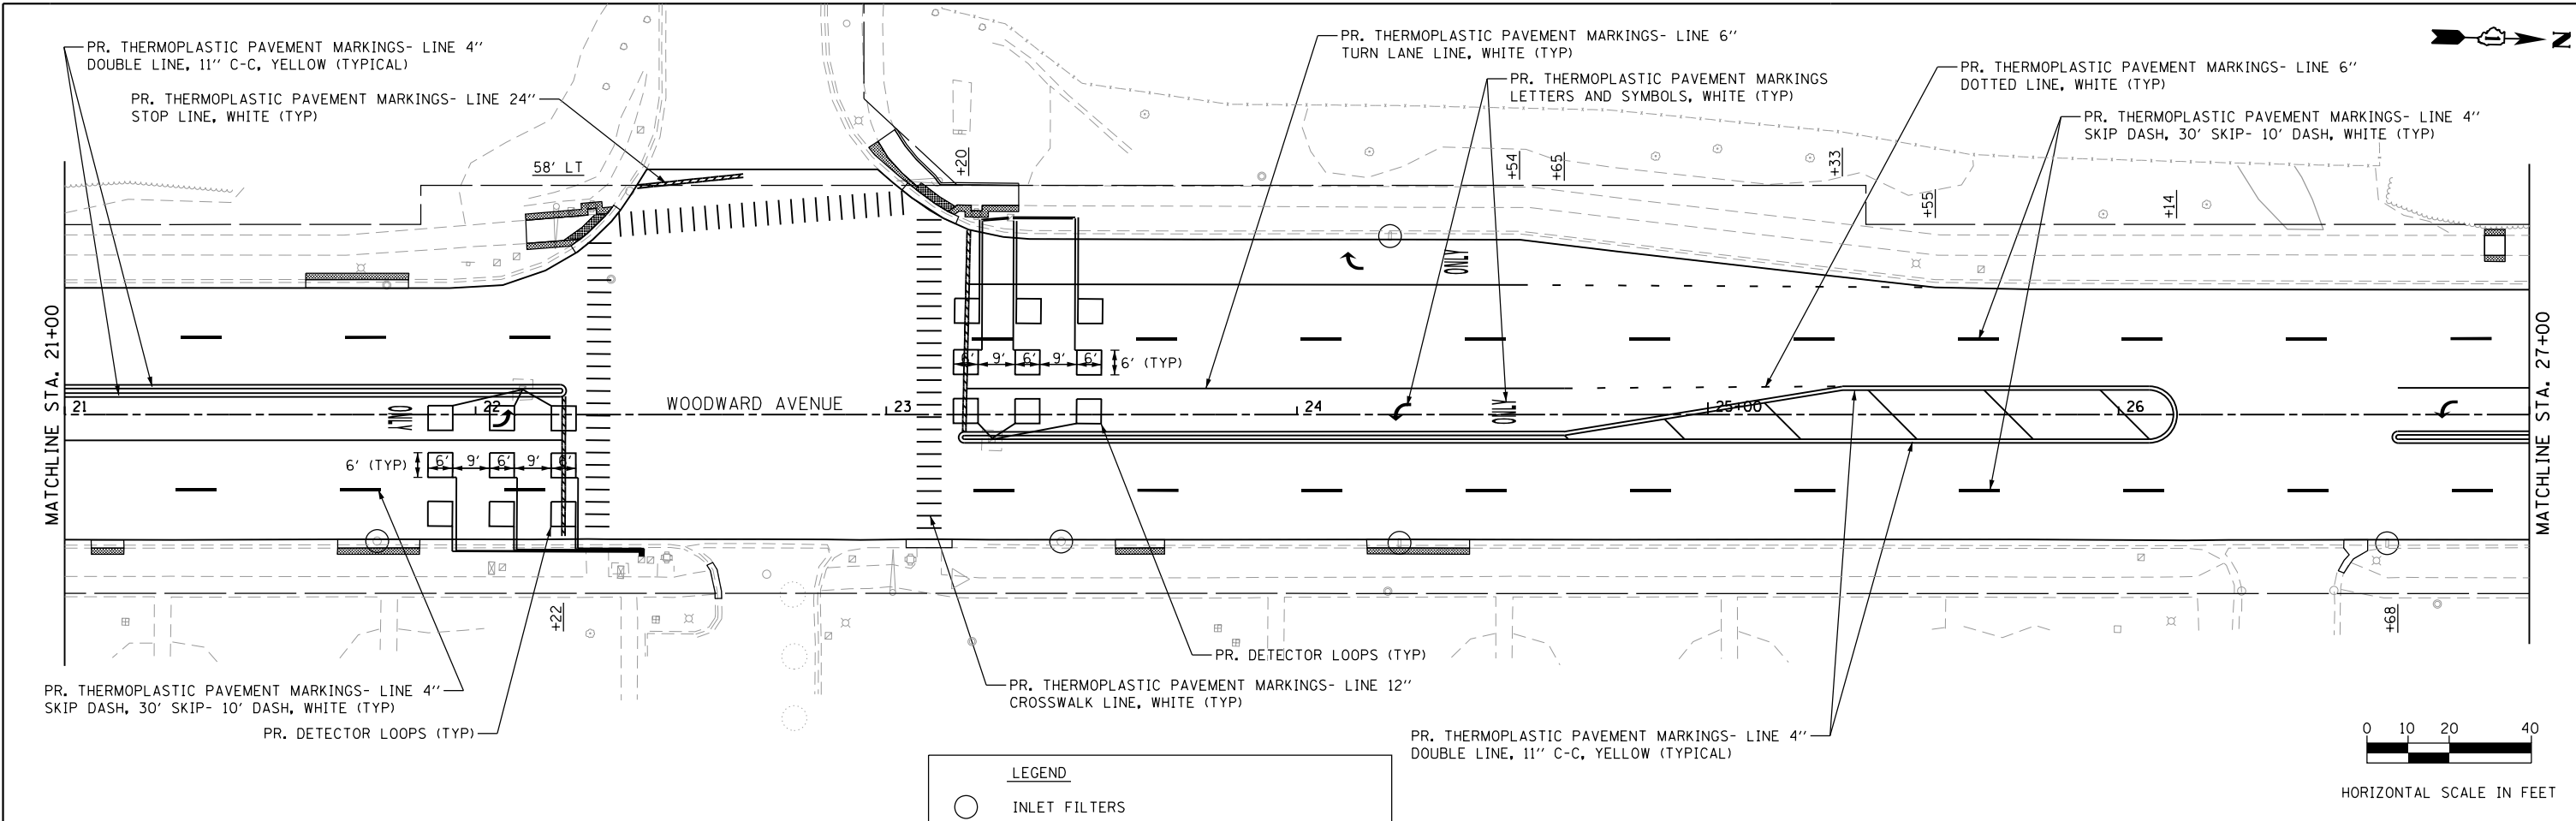 PR. THERMOPLASTIC PAVEMENT MARKINGS- LINE 4''
DOUBLE LINE, 11'' C-C, YELLOW (TYPICAL)
PR. THERMOPLASTIC PAVEMENT MARKINGS- LINE 24''
STOP LINE, WHITE (TYP)
PR. THERMOPLASTIC PAVEMENT MARKINGS- LINE 6''
TURN LANE LINE, WHITE (TYP)
PR. THERMOPLASTIC PAVEMENT MARKINGS
LETTERS AND SYMBOLS, WHITE (TYP)
PR. THERMOPLASTIC PAVEMENT MARKINGS- LINE 6''
DOTTED LINE, WHITE (TYP)
PR. THERMOPLASTIC PAVEMENT MARKINGS- LINE 4''
SKIP DASH, 30' SKIP- 10' DASH, WHITE (TYP)
N
58' LT
+20
+54
+65
+33
+55
+14
MATCHLINE STA. 21+00
MATCHLINE STA. 27+00
ONLY
6' 9' 6' 9' 6'
6' (TYP)
21
ONLY
22
WOODWARD AVENUE
23
24
ONLY
25+00
26
6' (TYP)
6' 9' 6' 9' 6'
+22
+68
PR. DETECTOR LOOPS (TYP)
PR. THERMOPLASTIC PAVEMENT MARKINGS- LINE 4''
SKIP DASH, 30' SKIP- 10' DASH, WHITE (TYP)
PR. THERMOPLASTIC PAVEMENT MARKINGS- LINE 12''
CROSSWALK LINE, WHITE (TYP)
PR. DETECTOR LOOPS (TYP)
PR. THERMOPLASTIC PAVEMENT MARKINGS- LINE 4''
DOUBLE LINE, 11'' C-C, YELLOW (TYPICAL)
0 10 20 40
HORIZONTAL SCALE IN FEET
LEGEND
INLET FILTERS